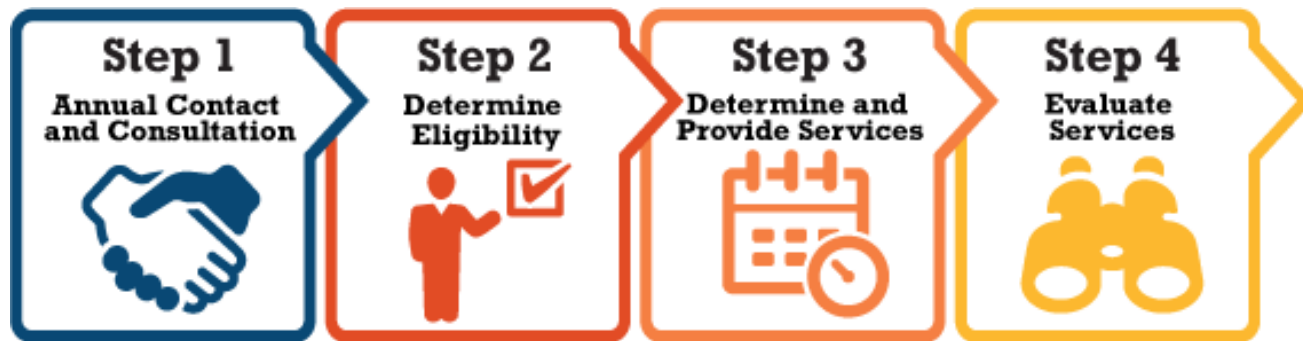 Step 1
Annual Contact
and Consultation
Step 2
Determine
Eligibility
Step 3
Determine and
Provide Services
Step 4
Evaluate
Services